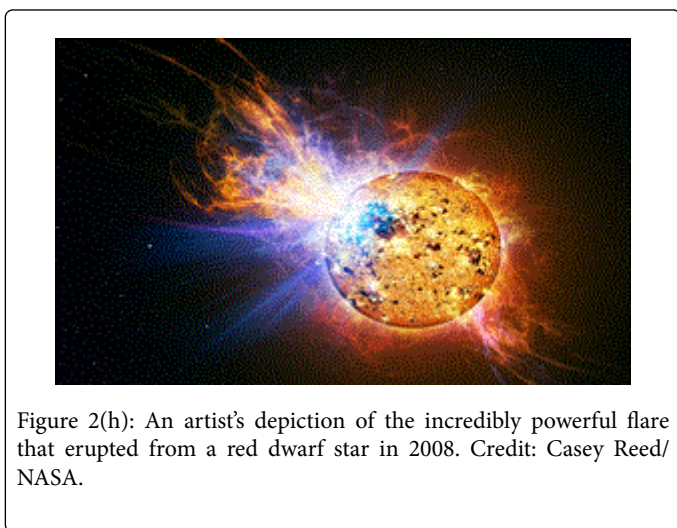 Figure 2(h): An artist's depiction of the incredibly powerful flare
that erupted from a red dwarf star in 2008. Credit: Casey Reed/
NASA.